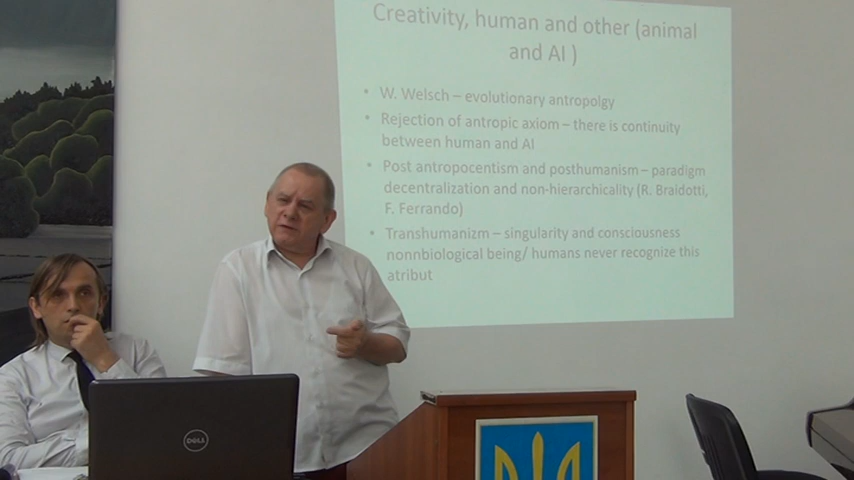 Creativity, human and other (animal
and AI )
• W. Welsch – evolutionary antropolgy
• Rejection of antropic axiom – there is continuity
between human and AI
• Post antropocentism and posthumanism – paradigm
decentralization and non-hierarchicality (R. Braidotti,
F. Ferrando)
• Transhumanizm – singularity and consciousness
nonnbiological being/ humans never recognize this
atribut
DELL